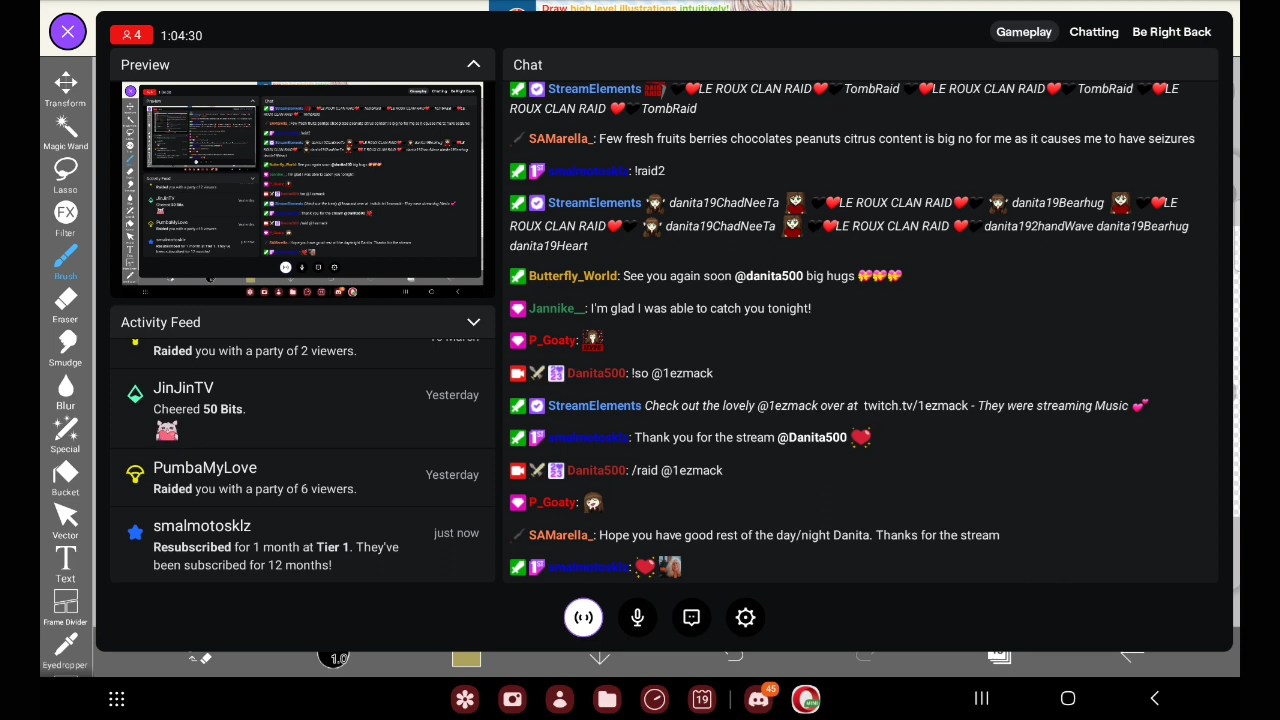 Draw high level illustrations intuitively!
4
1:04:30
Gameplay
Chatting
Be Right Back
Preview
Chat
Transform
Magic Wand
Lasso
FX
Filter
Brush
Eraser
Smudge
Blur
Special
Bucket
Vector
T
Text
Frame Divider
Eyedropper
Activity Feed
Raided you with a party of 2 viewers.
JinJinTV
Yesterday
Cheered 50 Bits.
PumbaMyLove
Yesterday
Raided you with a party of 6 viewers.
smalmotosklz
just now
Resubscribed for 1 month at Tier 1. They've
been subscribed for 12 months!
StreamElements 🖤❤️LE ROUX CLAN RAID❤️🖤TombRaid 🖤❤️LE ROUX CLAN RAID❤️🖤TombRaid 🖤❤️LE
ROUX CLAN RAID ❤️🖤TombRaid
SAMarella_: Few fresh fruits berries chocolates peanuts citrus content is big no for me as it causes me to have seizures
smalmotosklz: !raid2
StreamElements danita19ChadNeeTa 🖤❤️LE ROUX CLAN RAID❤️🖤 danita19Bearhug 🖤❤️LE
ROUX CLAN RAID❤️🖤 danita19ChadNeeTa 🖤❤️LE ROUX CLAN RAID ❤️🖤danita192handWave danita19Bearhug
danita19Heart
Butterfly_World: See you again soon @danita500 big hugs 💝💝💝
Jannike__: I'm glad I was able to catch you tonight!
P_Goaty:
Danita500: !so @1ezmack
StreamElements Check out the lovely @1ezmack over at twitch.tv/1ezmack - They were streaming Music 💕
smalmotosklz: Thank you for the stream @Danita500
Danita500: /raid @1ezmack
P_Goaty:
SAMarella_: Hope you have good rest of the day/night Danita. Thanks for the stream
smalmotosklz:
1.0
45
19